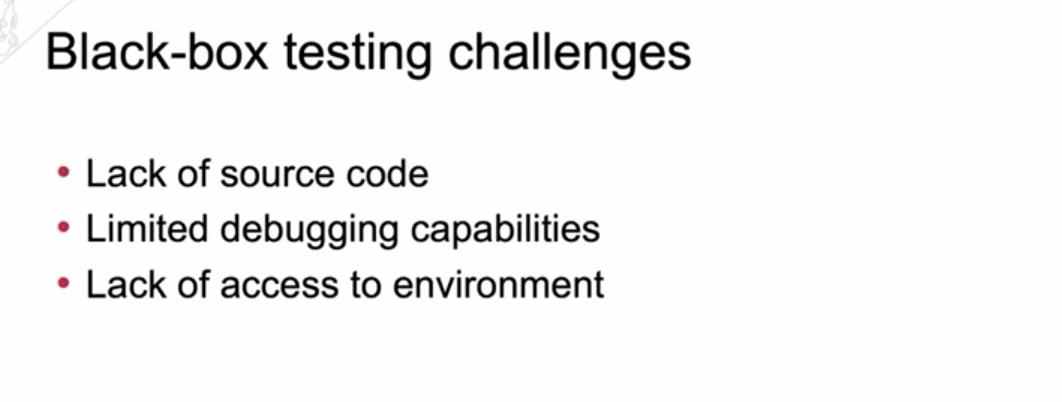 Black-box testing challenges
• Lack of source code
• Limited debugging capabilities
• Lack of access to environment